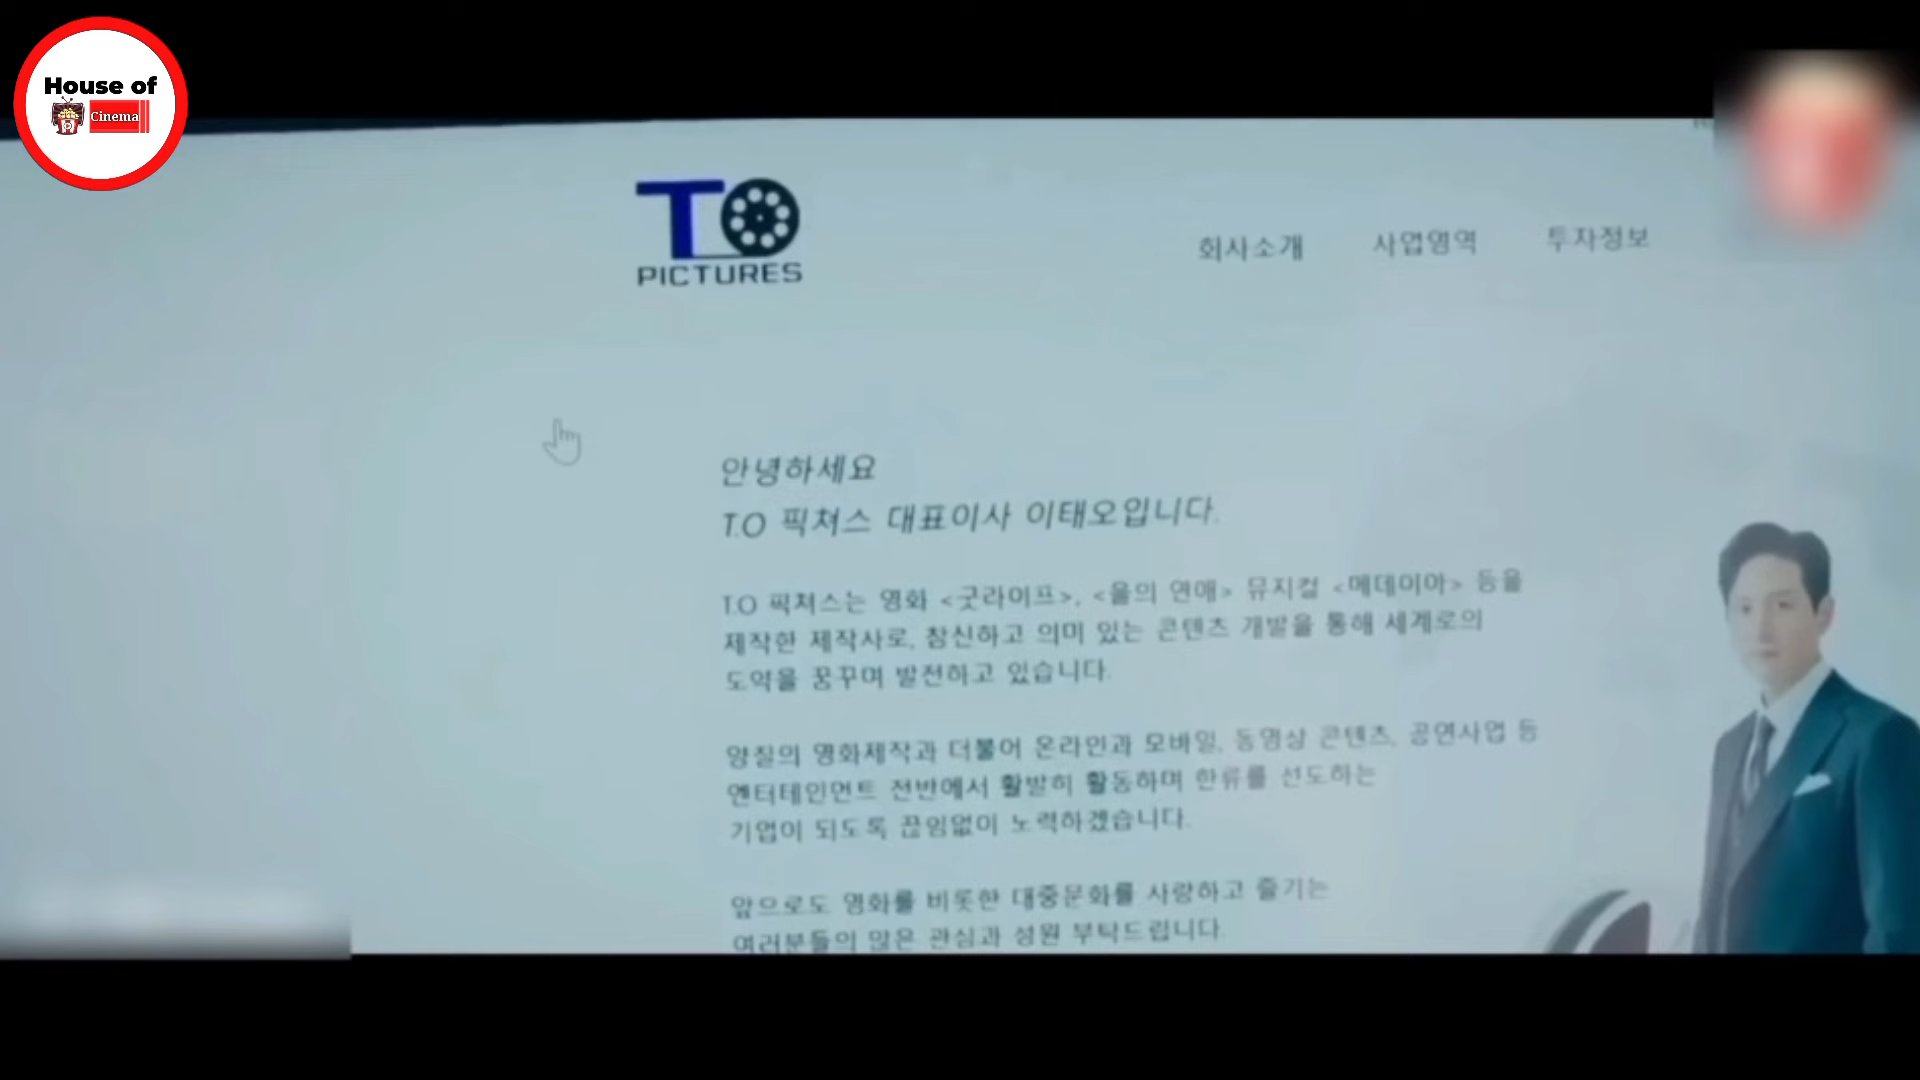 House of
Cinema
TO
PICTURES
회사소개 사업영역 투자정보
안녕하세요
T.O 픽쳐스 대표이사 이태오입니다.
T.O 픽쳐스는 영화 <굿라이프>, <을의 연애> 뮤지컬 <메데이아> 등을
제작한 제작사로, 참신하고 의미 있는 콘텐츠 개발을 통해 세계로의
도약을 꿈꾸며 발전하고 있습니다.
양질의 영화제작과 더불어 온라인과 모바일, 동영상 콘텐츠, 공연사업 등
엔터테인먼트 전반에서 활발히 활동하며 한류를 선도하는
기업이 되도록 끊임없이 노력하겠습니다.
앞으로도 영화를 비롯한 대중문화를 사랑하고 즐기는
여러분들의 많은 관심과 성원 부탁드립니다.